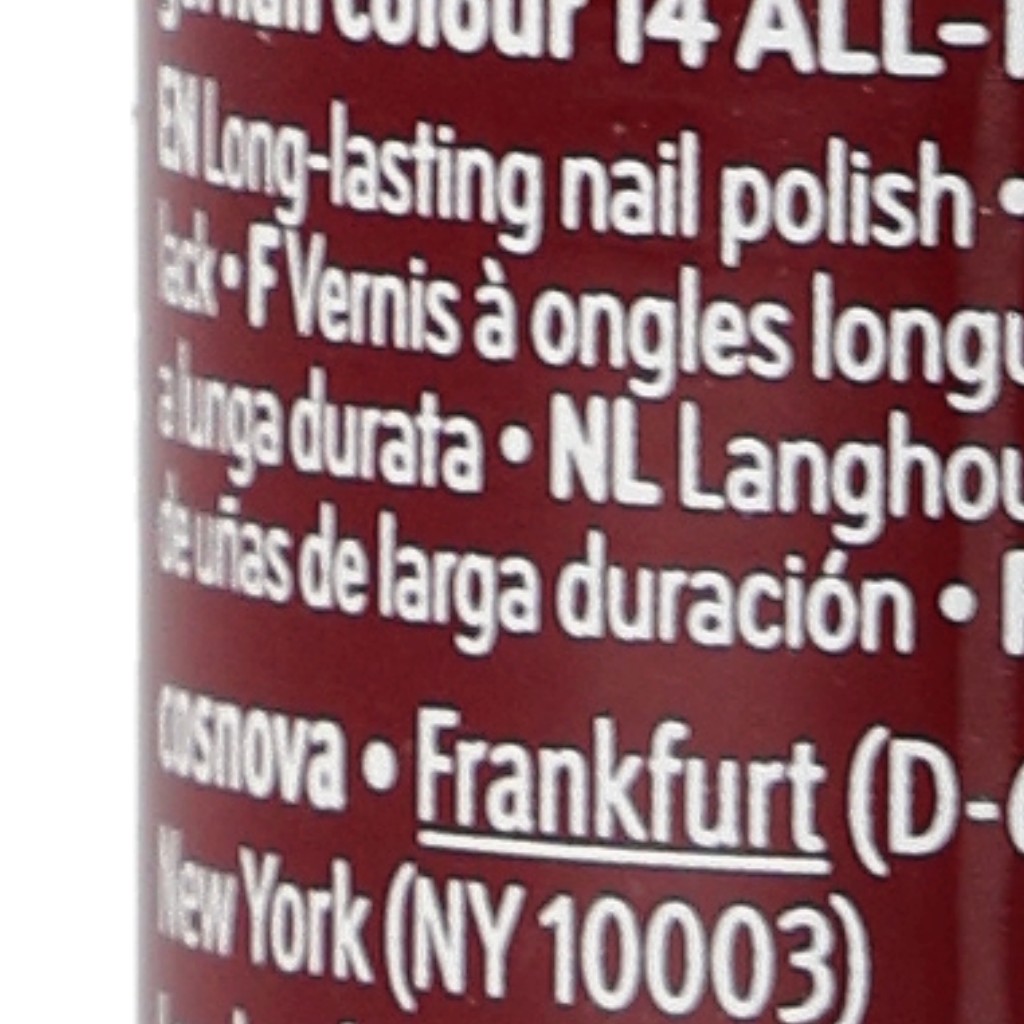 colour 14 ALL-
EN Long-lasting nail polish •
lack • F Vernis à ongles longu
a lunga durata • NL Langhou
de uñas de larga duración •
cosnova • Frankfurt (D-
New York (NY 10003)